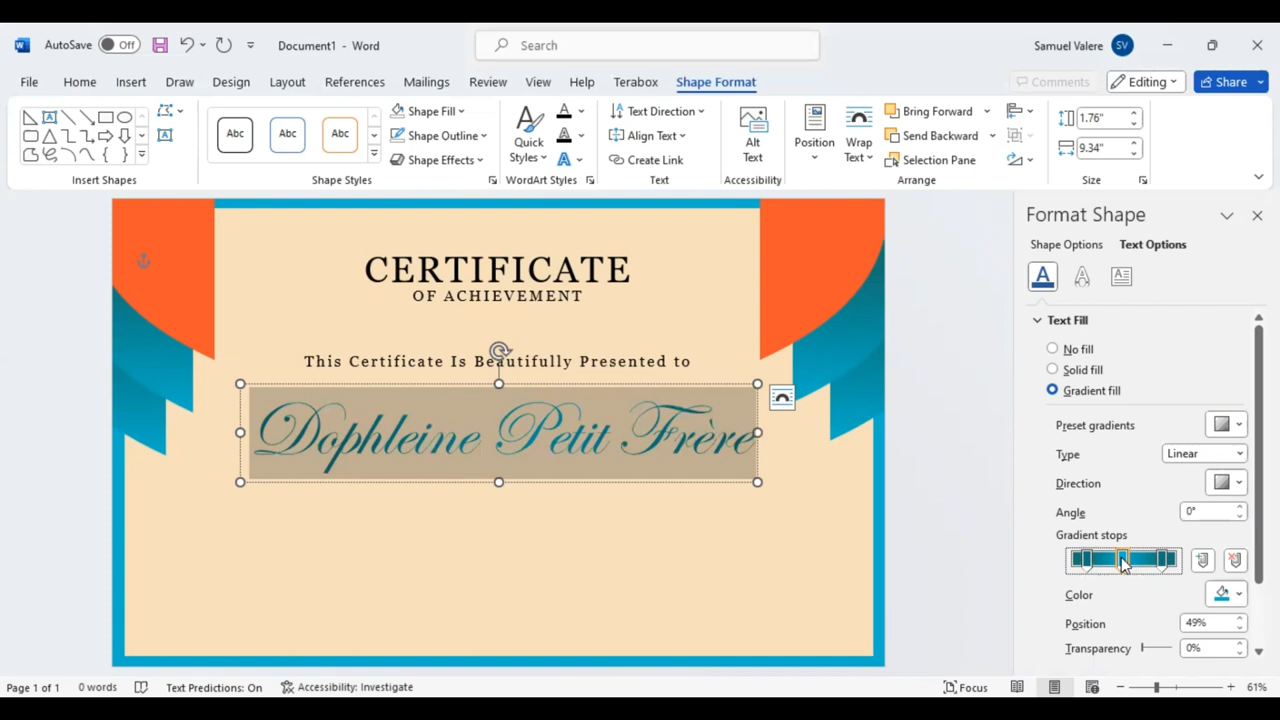 AutoSave Off Document1 - Word Search Samuel Valere SV
File Home Insert Draw Design Layout References Mailings Review View Help Terabox Shape Format Comments Editing Share
Abc Abc Abc
Shape Fill
Shape Outline
Shape Effects
Quick Styles
A
A
A
Text Direction
Align Text
Create Link
Alt Text
Position
Wrap Text
Bring Forward
Send Backward
Selection Pane
1.76"
9.34"
Insert Shapes Shape Styles WordArt Styles Text Accessibility Arrange Size
CERTIFICATE
OF ACHIEVEMENT
This Certificate Is Beautifully Presented to
Dophleine Petit Frère
Format Shape
Shape Options Text Options
A A A
Text Fill
No fill
Solid fill
Gradient fill
Preset gradients
Type Linear
Direction
Angle 0°
Gradient stops
Color
Position 49%
Transparency 0%
Page 1 of 1 0 words Text Predictions: On Accessibility: Investigate Focus 61%